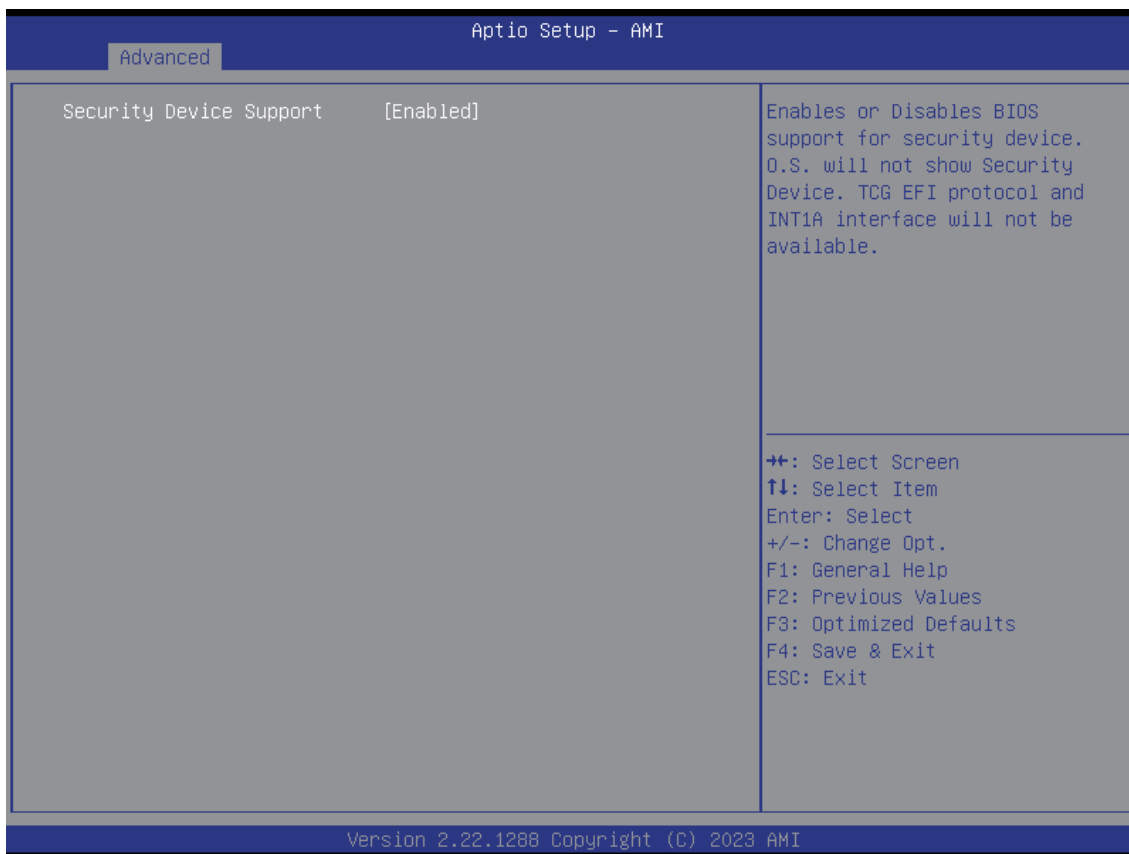 Aptio Setup – AMI
Advanced
Security Device Support [Enabled]
Enables or Disables BIOS
support for security device.
O.S. will not show Security
Device. TCG EFI protocol and
INT1A interface will not be
available.
→←: Select Screen
↑↓: Select Item
Enter: Select
+/-: Change Opt.
F1: General Help
F2: Previous Values
F3: Optimized Defaults
F4: Save & Exit
ESC: Exit
Version 2.22.1288 Copyright (C) 2023 AMI